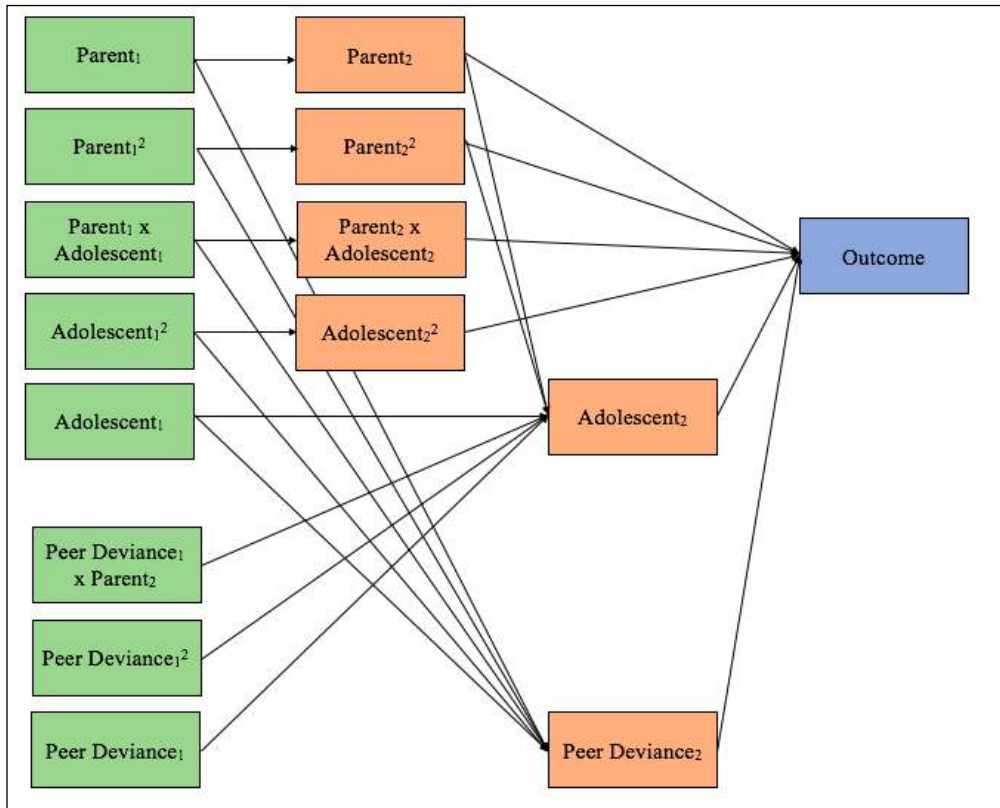 Parent₁
Parent₂
Parent₁²
Parent₂²
Parent₁ x
Adolescent₁
Parent₂ x
Adolescent₂
Outcome
Adolescent₁²
Adolescent₂²
Adolescent₁
Adolescent₂
Peer Deviance₁
x Parent₂
Peer Deviance₁²
Peer Deviance₁
Peer Deviance₂